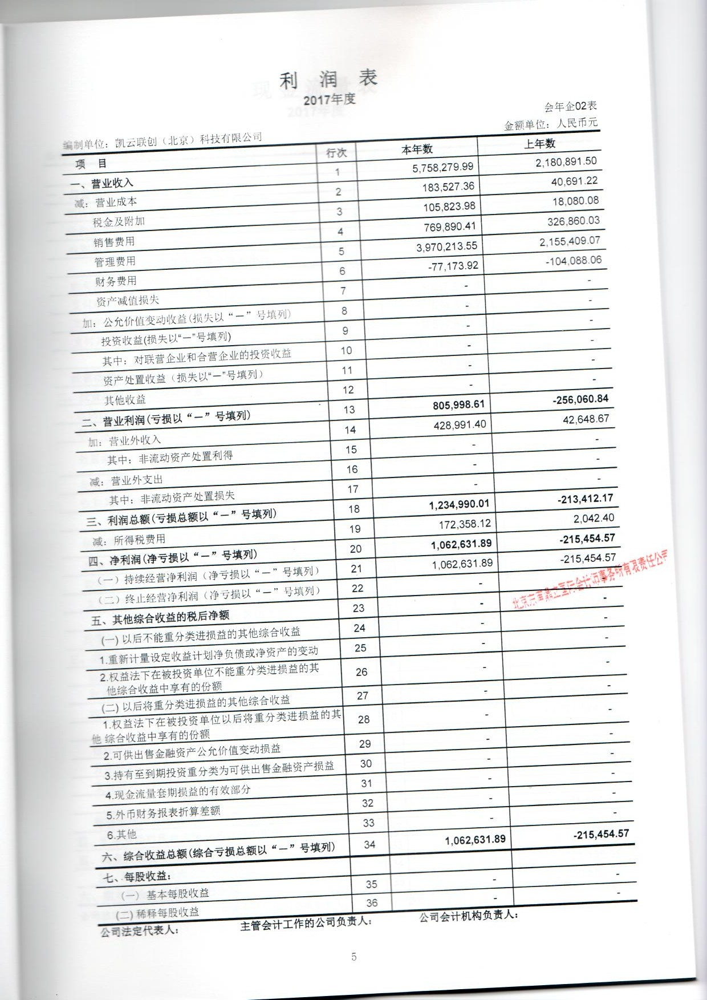 利 润 表
2017年度
会年企02表
编制单位：凯云联创（北京）科技有限公司 金额单位：人民币元
项 目 行次 本年数 上年数
一、营业收入 1 5,758,279.99 2,180,891.50
减：营业成本 2 183,527.36 40,691.22
税金及附加 3 105,823.98 18,080.08
销售费用 4 769,890.41 326,860.03
管理费用 5 3,970,213.55 2,155,409.07
财务费用 6 -77,173.92 -104,088.06
资产减值损失 7 - -
加：公允价值变动收益(损失以“－”号填列) 8 - -
投资收益(损失以“－”号填列) 9 - -
其中：对联营企业和合营企业的投资收益 10 - -
资产处置收益（损失以“－”号填列） 11 - -
其他收益 12 - -
二、营业利润(亏损以“－”号填列) 13 805,998.61 -256,060.84
加：营业外收入 14 428,991.40 42,648.67
其中：非流动资产处置利得 15 - -
减：营业外支出 16 - -
其中：非流动资产处置损失 17 - -
三、利润总额(亏损总额以“－”号填列) 18 1,234,990.01 -213,412.17
减：所得税费用 19 172,358.12 2,042.40
四、净利润(净亏损以“－”号填列) 20 1,062,631.89 -215,454.57
（一）持续经营净利润（净亏损以“－”号填列） 21 1,062,631.89 -215,454.57
（二）终止经营净利润（净亏损以“－”号填列） 22 -
五、其他综合收益的税后净额 23 - -
(一) 以后不能重分类进损益的其他综合收益 24 - -
1.重新计量设定收益计划净负债或净资产的变动 25 - -
2.权益法下在被投资单位不能重分类进损益的其
他综合收益中享有的份额 26 - -
(二) 以后将重分类进损益的其他综合收益 27 - -
1.权益法下在被投资单位以后将重分类进损益的其
他 综合收益中享有的份额 28 - -
2.可供出售金融资产公允价值变动损益 29 - -
3.持有至到期投资重分类为可供出售金融资产损益 30 - -
4.现金流量套期损益的有效部分 31 - -
5.外币财务报表折算差额 32 - -
6.其他 33 - -
六、综合收益总额(综合亏损总额以“－”号填列) 34 1,062,631.89 -215,454.57
七、每股收益：
（一） 基本每股收益 35 - -
(二) 稀释每股收益 36 - -
公司法定代表人： 主管会计工作的公司负责人： 公司会计机构负责人：
5